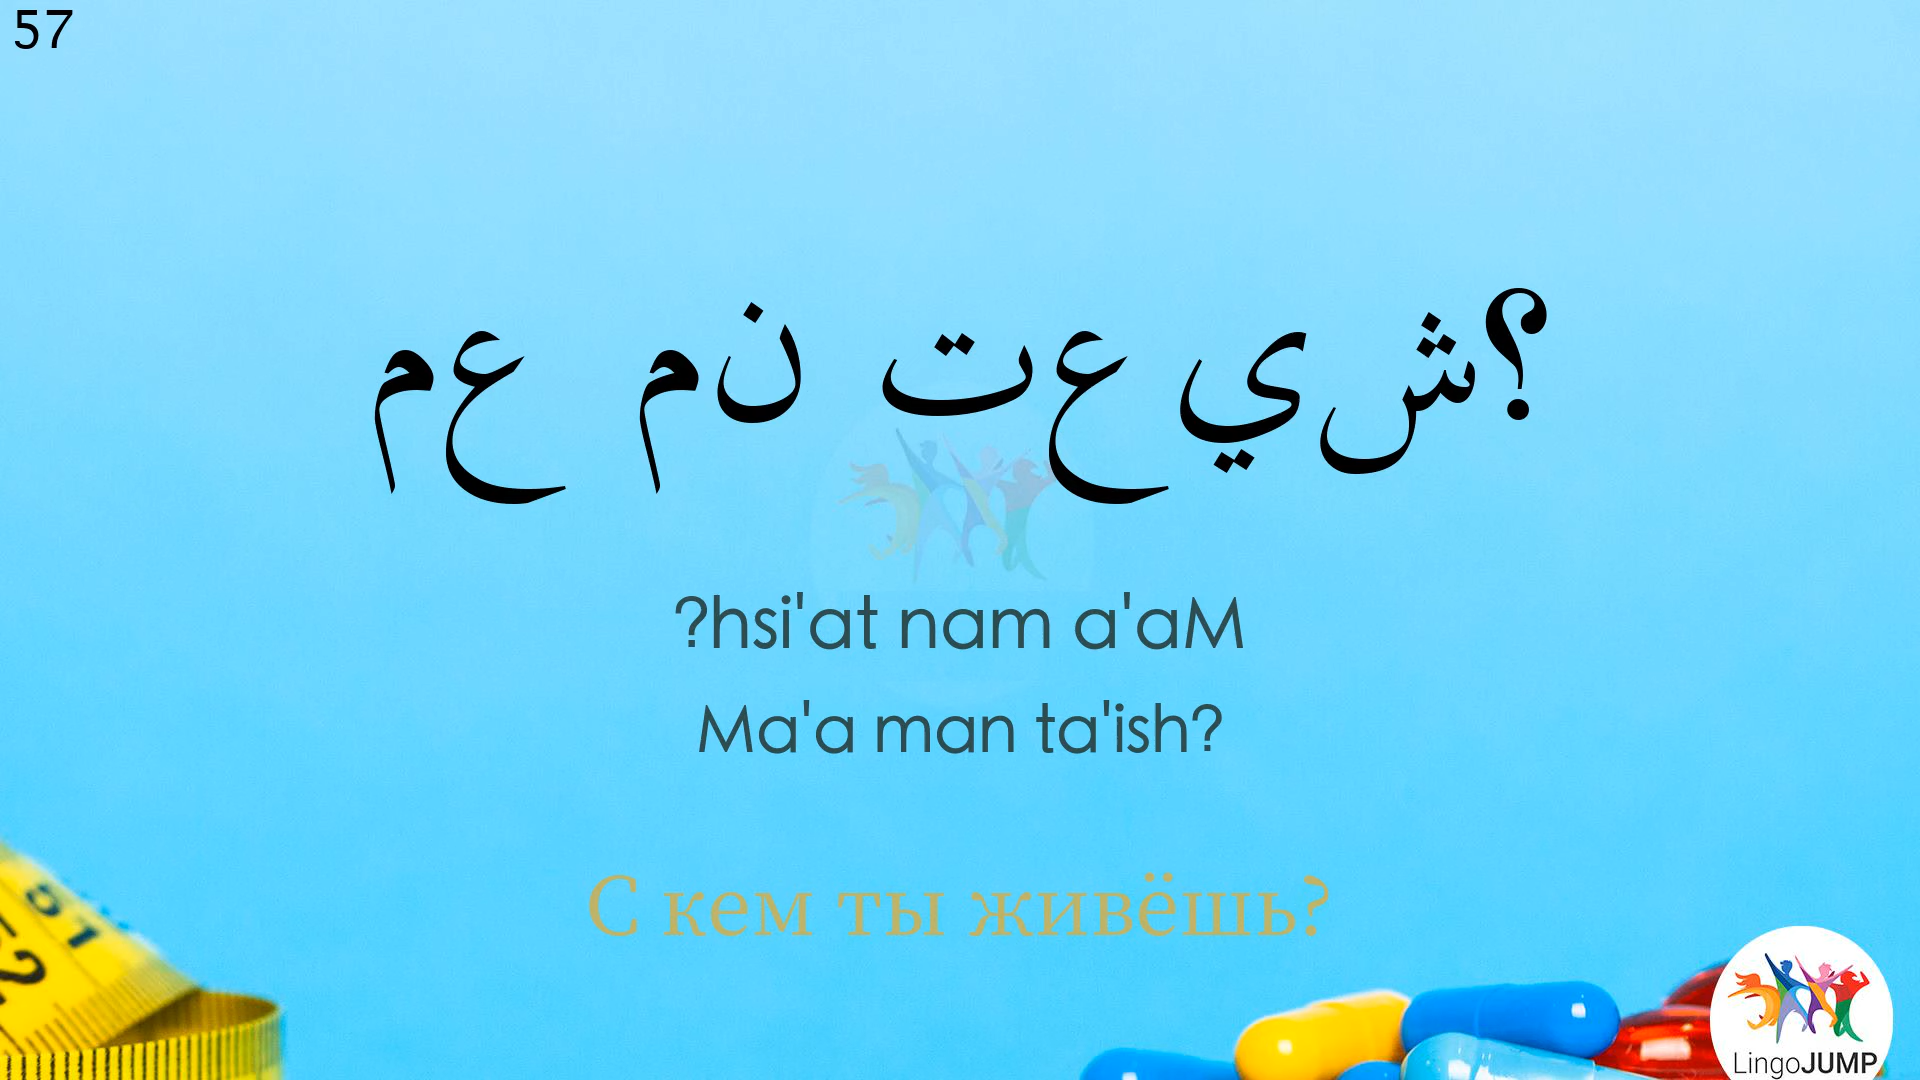 57
مع من تعيش؟
?hsi'at nam a'aM
Ma'a man ta'ish?
С кем ты живёшь?
LingoJUMP